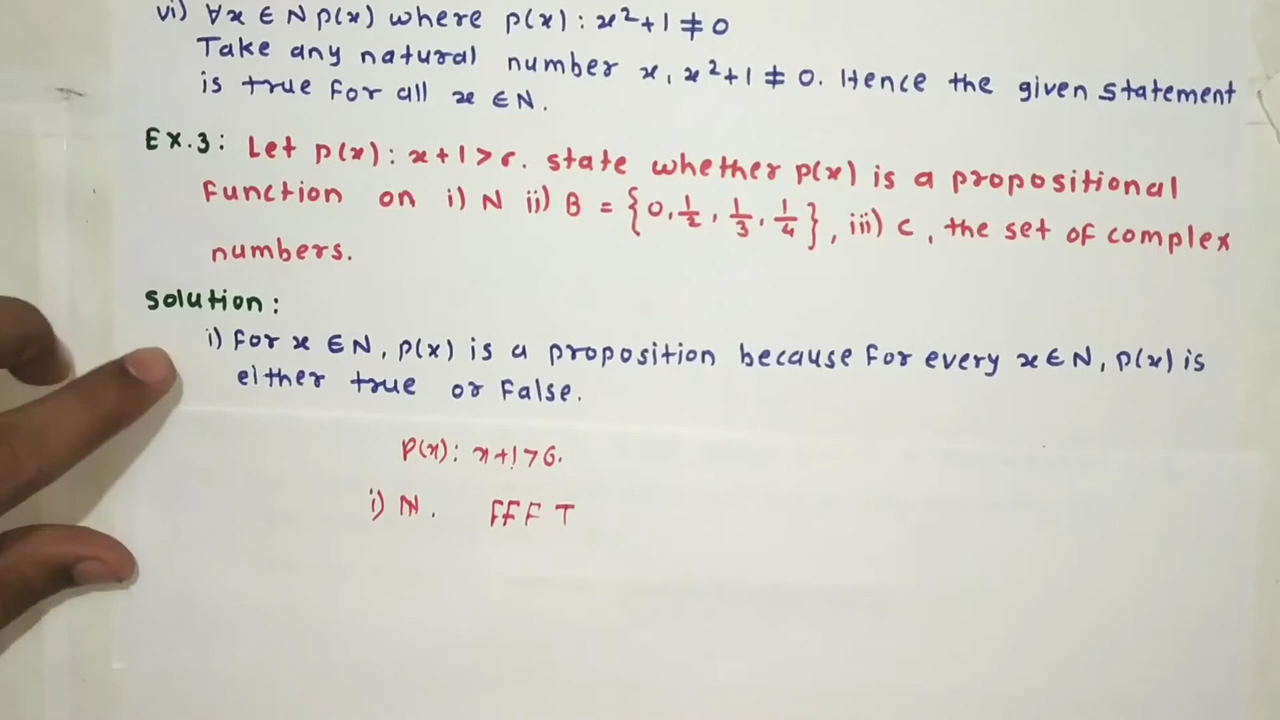 vi) ∀x ∈ N p(x) where p(x) : x²+1 ≠ 0
Take any natural number x, x²+1 ≠ 0. Hence the given statement
is true for all x ∈ N.
Ex.3: Let p(x) : x+1>6. state whether p(x) is a propositional
function on i) N ii) B = {0, 1/2, 1/3, 1/4}, iii) C, the set of complex
numbers.
Solution:
i) For x ∈ N, p(x) is a proposition because for every x ∈ N, p(x) is
either true or false.
P(x) : x+1>6.
i) N. F F F T